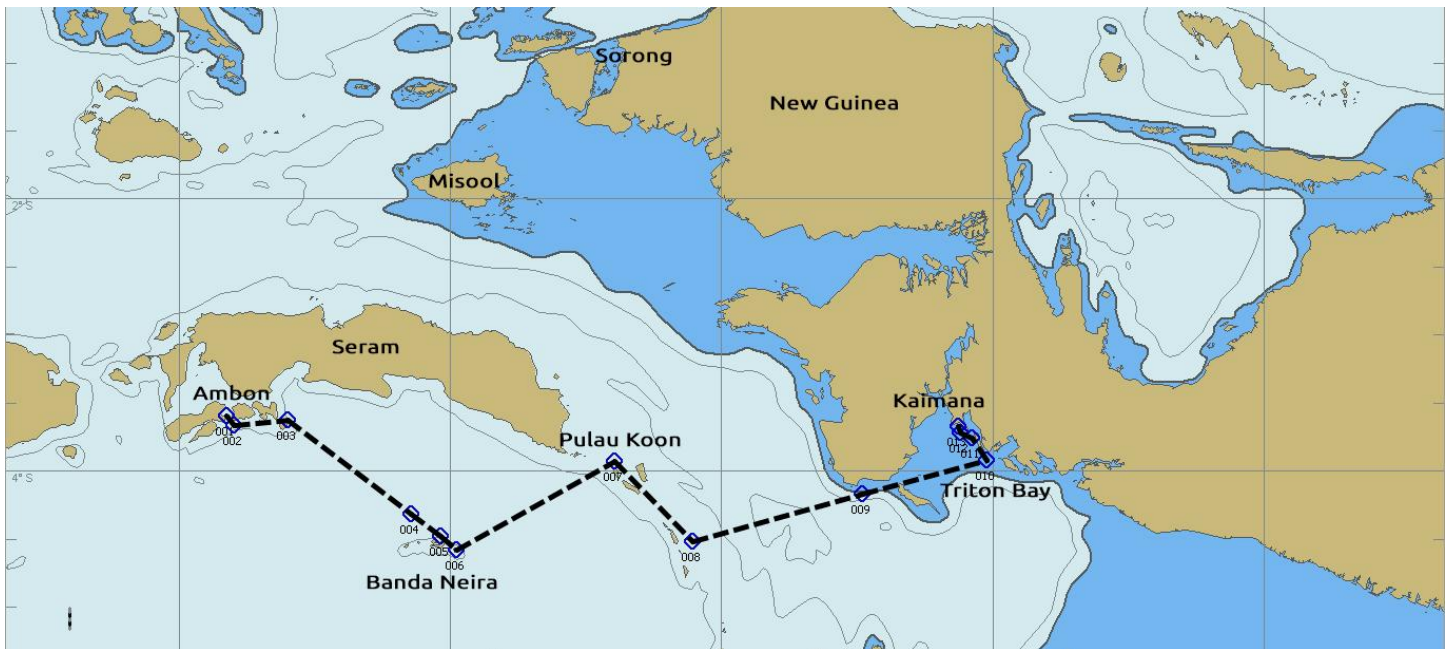 Sorong
New Guinea
Misool
2° S
Seram
Ambon
Kaimana
001
002
003
Pulau Koon
007
4° S
011
010
Triton Bay
009
004
005
006
008
Banda Neira